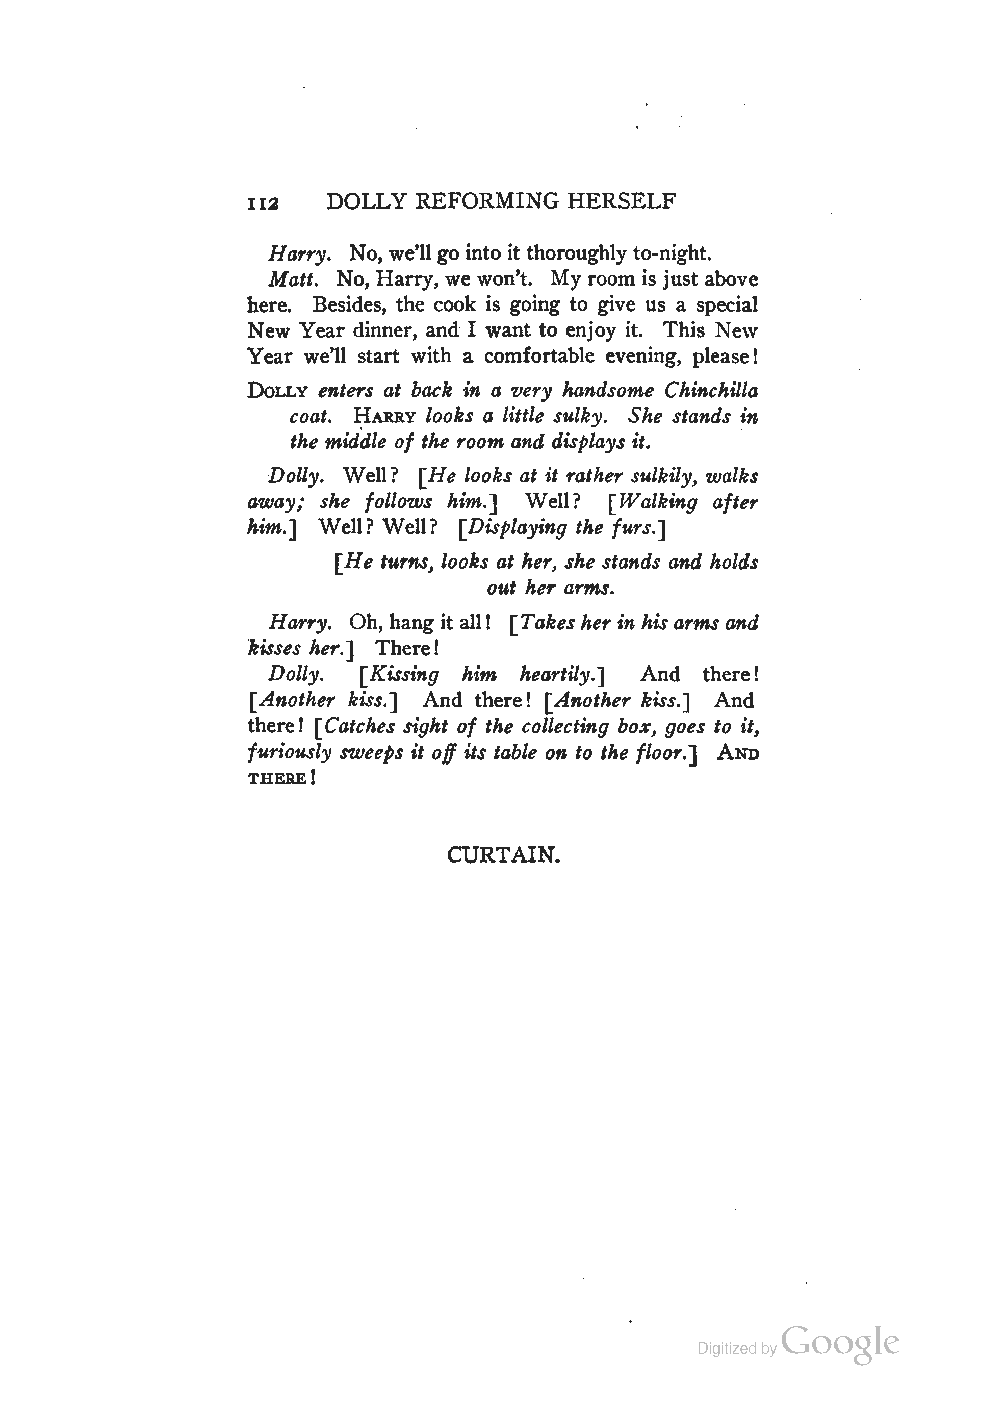 112 DOLLY REFORMING HERSELF
Harry. No, we'll go into it thoroughly to-night.
Matt. No, Harry, we won't. My room is just above
here. Besides, the cook is going to give us a special
New Year dinner, and I want to enjoy it. This New
Year we'll start with a comfortable evening, please!
DOLLY enters at back in a very handsome Chinchilla
coat. HARRY looks a little sulky. She stands in
the middle of the room and displays it.
Dolly. Well? [He looks at it rather sulkily, walks
away; she follows him.] Well? [Walking after
him.] Well? Well? [Displaying the furs.]
[He turns, looks at her, she stands and holds
out her arms.
Harry. Oh, hang it all! [Takes her in his arms and
kisses her.] There!
Dolly. [Kissing him heartily.] And there!
[Another kiss.] And there! [Another kiss.] And
there! [Catches sight of the collecting box, goes to it,
furiously sweeps it off its table on to the floor.] AND
THERE!
CURTAIN.
Digitized by Google